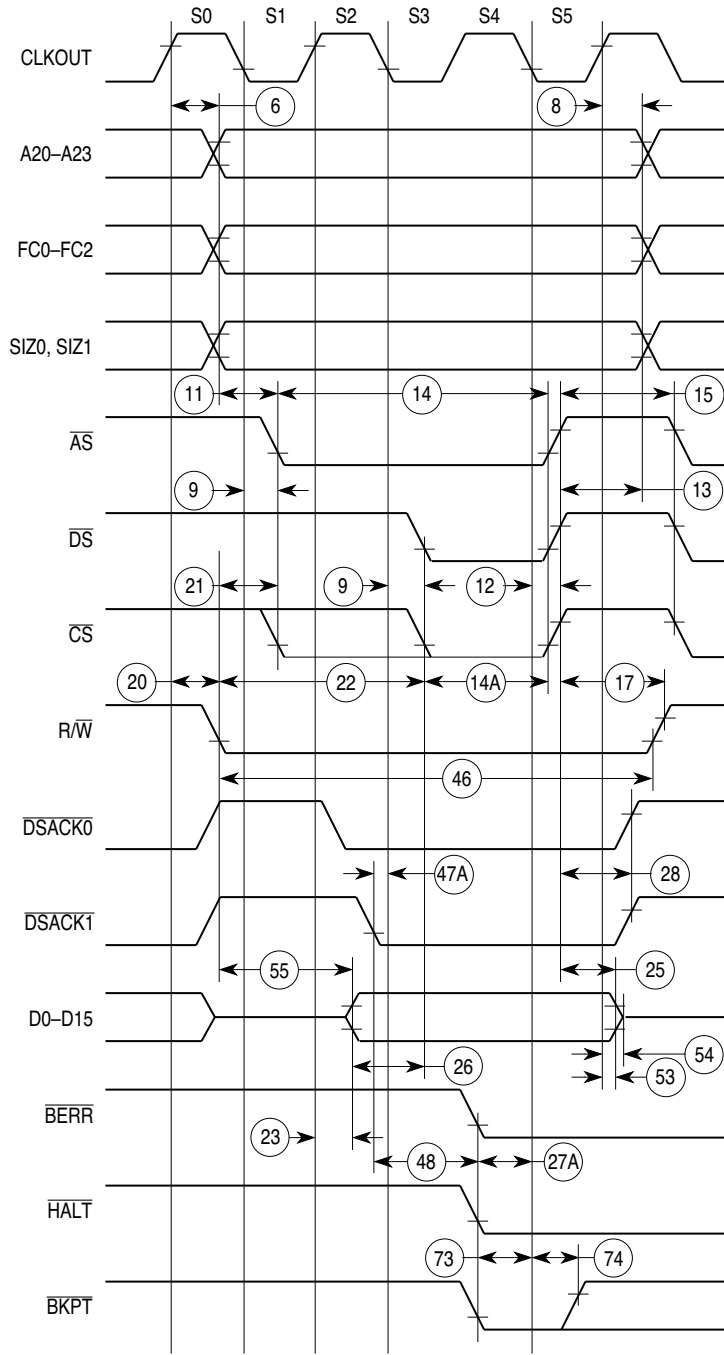 S0 S1 S2 S3 S4 S5
CLKOUT
6 8
A20–A23
FC0–FC2
SIZ0, SIZ1
11 14 15
AS
9 13
DS
21 9 12
CS
20 22 14A 17
R/W
46
DSACK0
47A 28
DSACK1
55 25
D0–D15
54
26 53
BERR
23
48 27A
HALT
73 74
BKPT